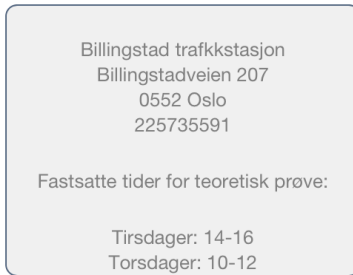 Billingstad trafkkstasjon
Billingstadveien 207
0552 Oslo
225735591
Fastsatte tider for teoretisk prøve:
Tirsdager: 14-16
Torsdager: 10-12